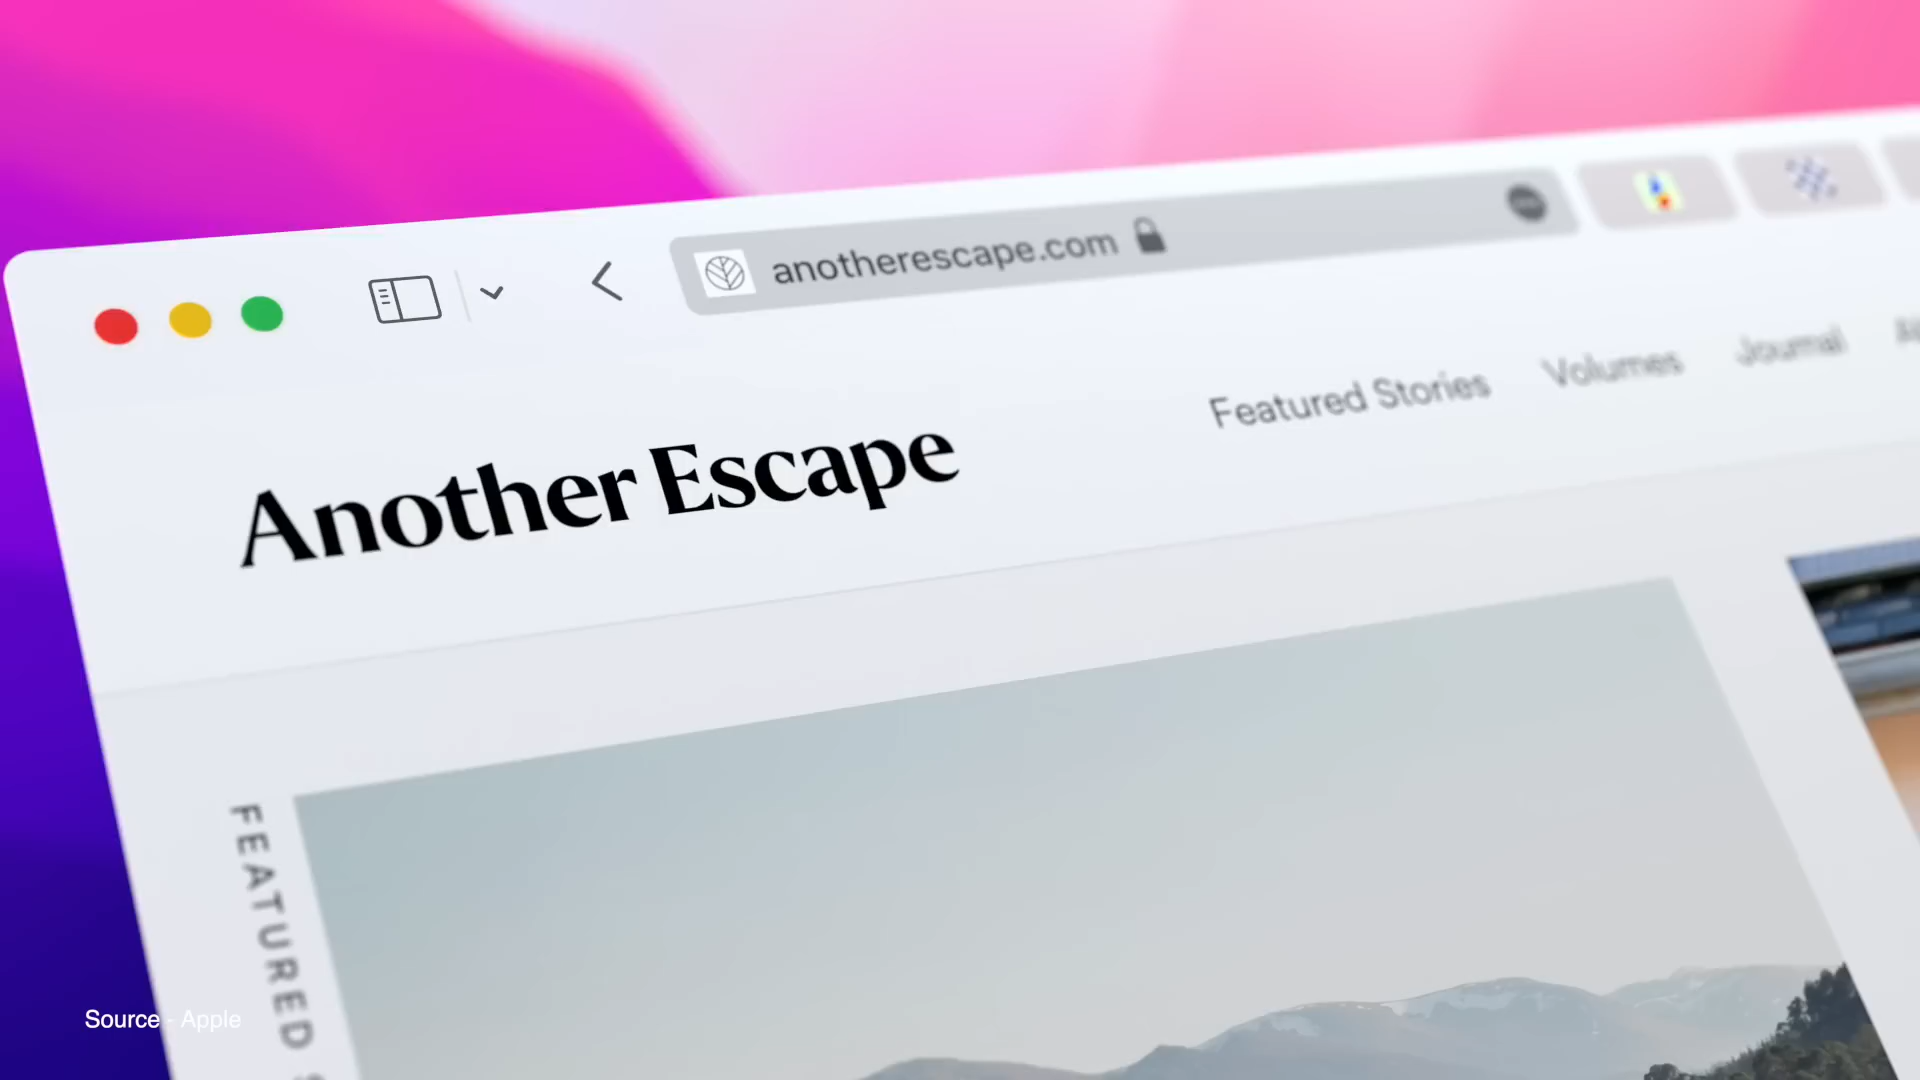 anotherescape.com
Another Escape
Featured Stories
Volumes
Journal
FEATURED
Source - Apple